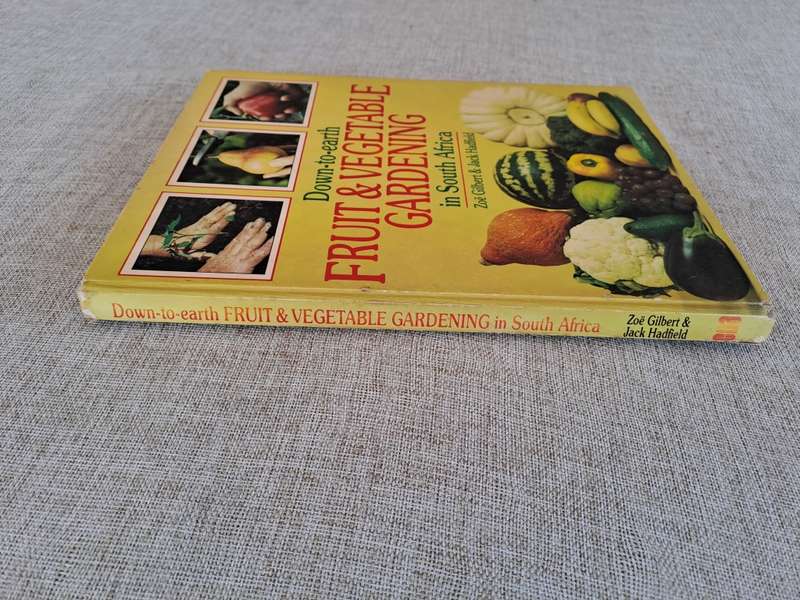 Down-to-earth
FRUIT & VEGETABLE
GARDENING
in South Africa
Zoë Gilbert & Jack Hadfield
Down-to-earth FRUIT & VEGETABLE GARDENING in South Africa
Zoë Gilbert &
Jack Hadfield